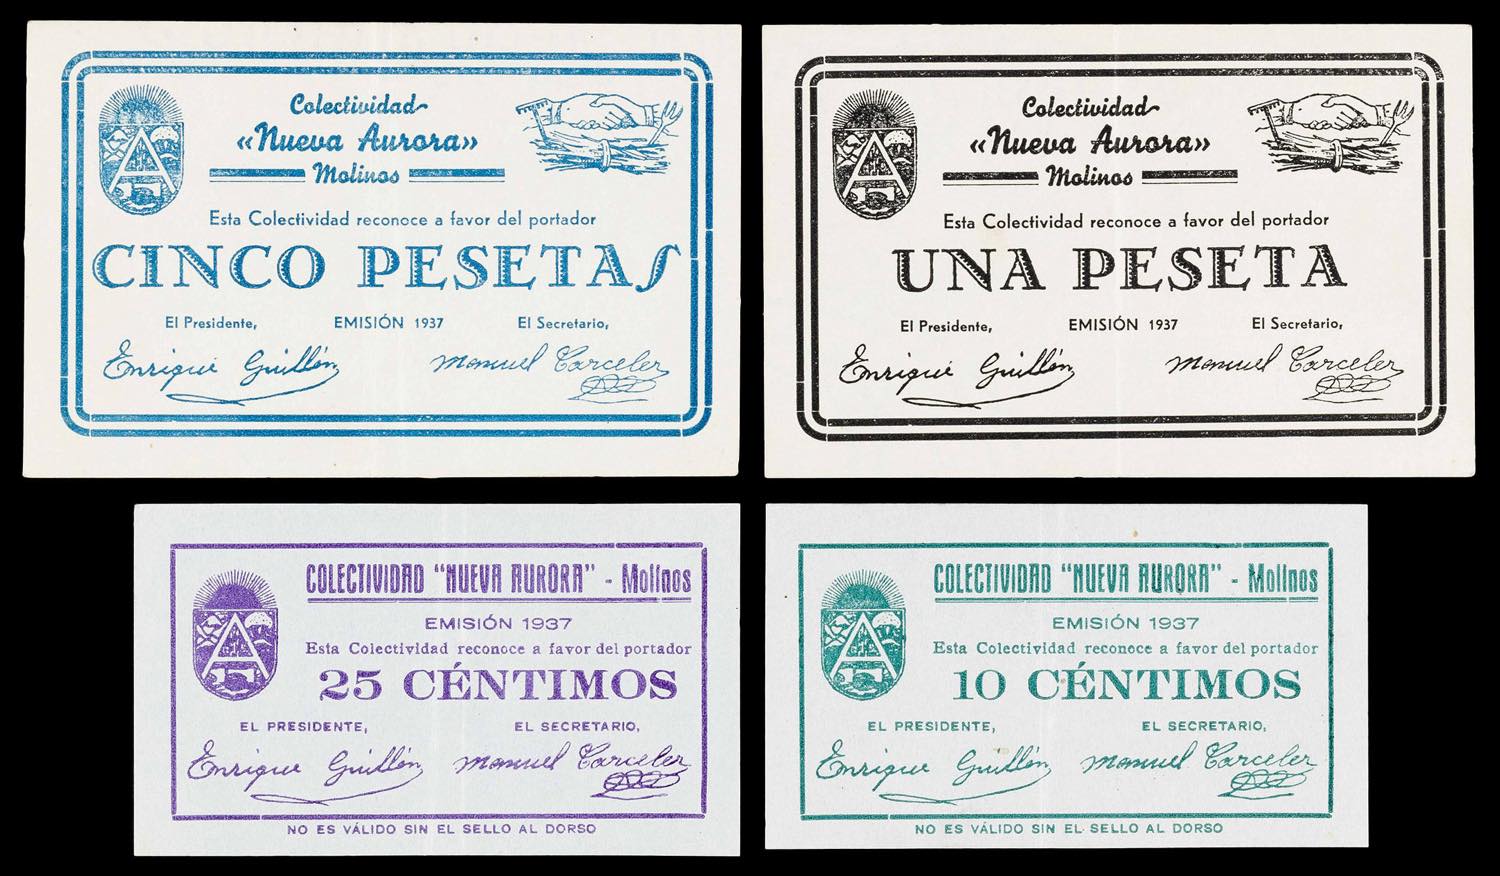 Colectividad
«Nueva Aurora»
Molinos
Esta Colectividad reconoce a favor del portador
CINCO PESETAS
El Presidente, EMISIÓN 1937 El Secretario,
Enrique Guillén Manuel Carceler
Colectividad
«Nueva Aurora»
Molinos
Esta Colectividad reconoce a favor del portador
UNA PESETA
El Presidente, EMISIÓN 1937 El Secretario,
Enrique Guillén Manuel Carceler
COLECTIVIDAD "NUEVA AURORA" - Molinos
EMISIÓN 1937
Esta Colectividad reconoce a favor del portador
25 CÉNTIMOS
EL PRESIDENTE, EL SECRETARIO,
Enrique Guillén Manuel Carceler
NO ES VÁLIDO SIN EL SELLO AL DORSO
COLECTIVIDAD "NUEVA AURORA" - Molinos
EMISIÓN 1937
Esta Colectividad reconoce a favor del portador
10 CÉNTIMOS
EL PRESIDENTE, EL SECRETARIO,
Enrique Guillén Manuel Carceler
NO ES VÁLIDO SIN EL SELLO AL DORSO